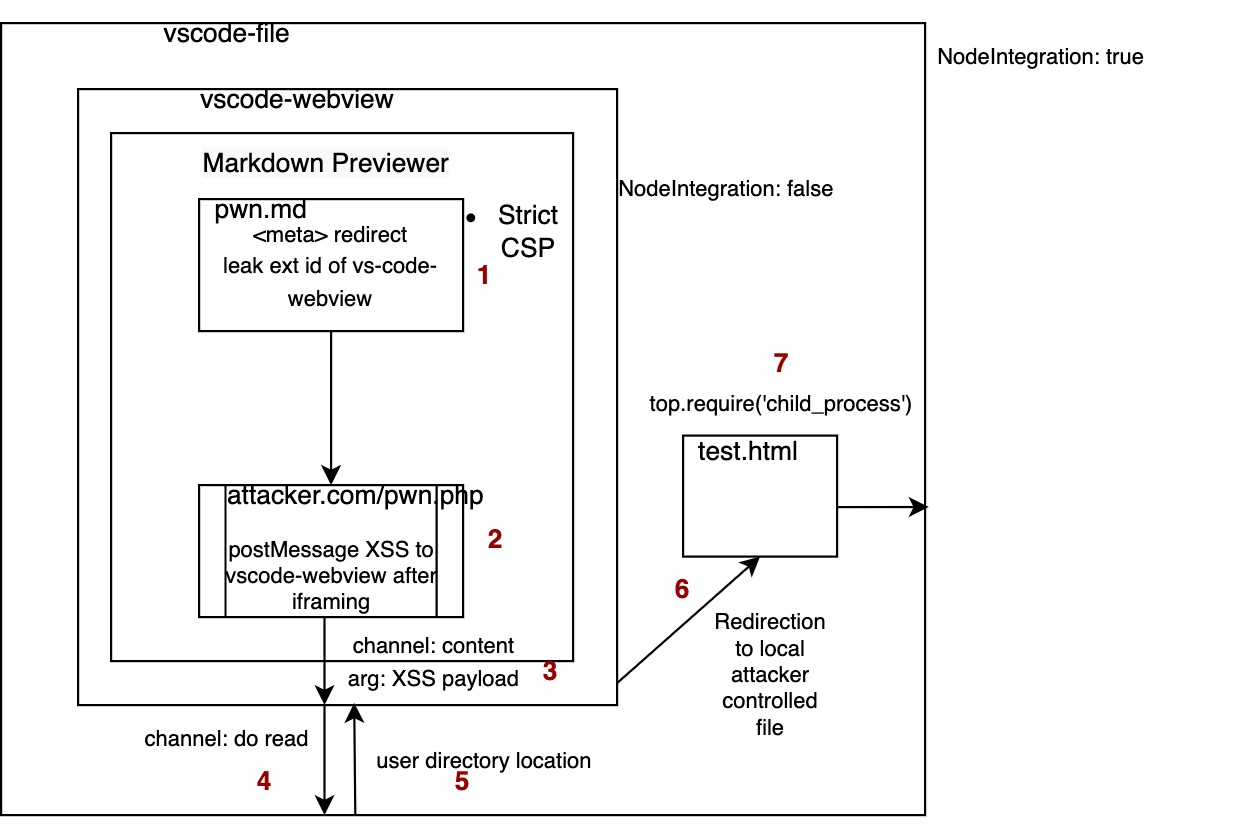 vscode-file
NodeIntegration: true
vscode-webview
Markdown Previewer
NodeIntegration: false
pwn.md
<meta> redirect
leak ext id of vs-code-
webview
• Strict
CSP
1
7
top.require('child_process')
test.html
attacker.com/pwn.php
2
postMessage XSS to
vscode-webview after
iframing
6
Redirection
to local
attacker
controlled
file
channel: content
3
arg: XSS payload
channel: do read
4
user directory location
5